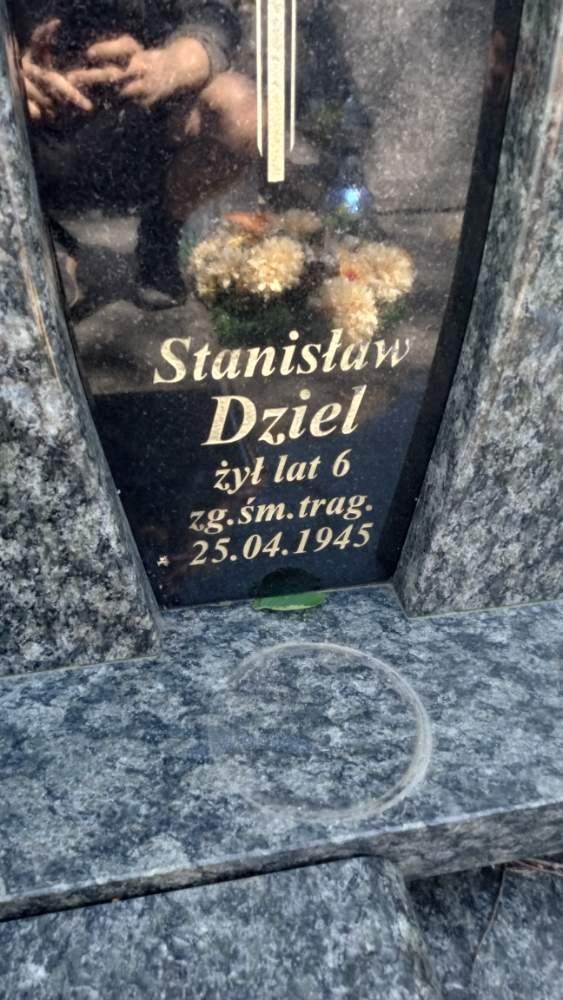 Stanisław
Dziel
żył lat 6
zg.śm.trag.
25.04.1945